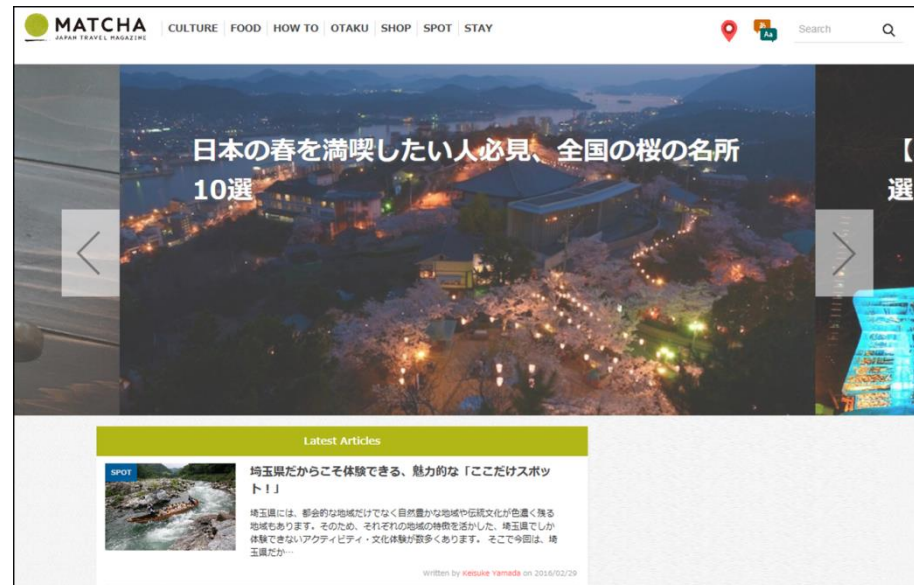 MATCHA
JAPAN TRAVEL MAGAZINE
CULTURE FOOD HOW TO OTAKU SHOP SPOT STAY
あ
Aa
Search
日本の春を満喫したい人必見、全国の桜の名所
10選
【
選
Latest Articles
SPOT
埼玉県だからこそ体験できる、魅力的な「ここだけスポッ
ト！」
埼玉県には、都会的な地域だけでなく自然豊かな地域や伝統文化が色濃く残る
地域もあります。そのため、それぞれの地域の特徴を活かした、埼玉県でしか
体験できないアクティビティ・文化体験が数多くあります。 そこで今回は、埼
玉県だか…
Written by Keisuke Yamada on 2016/02/29